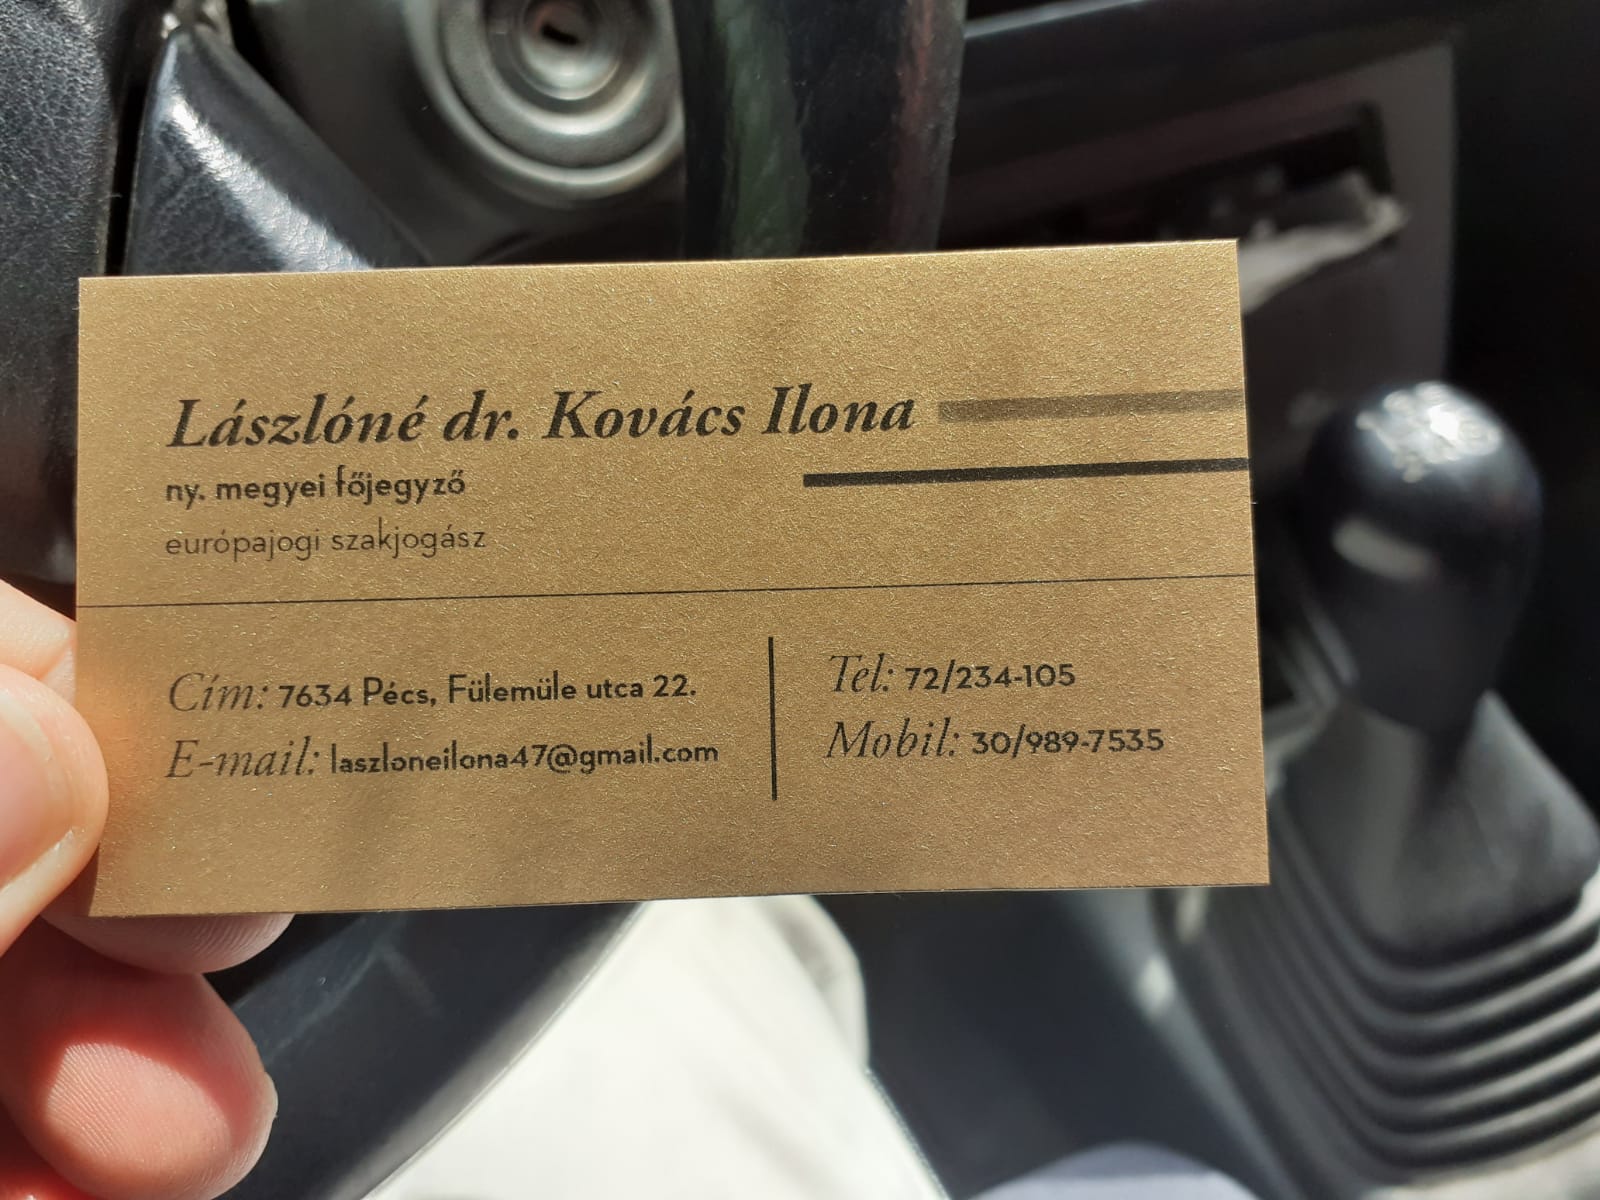 Lászlóné dr. Kovács Ilona
ny. megyei főjegyző
európajogi szakjogász
Cím: 7634 Pécs, Fülemüle utca 22.
E-mail: laszloneilona47@gmail.com
Tel: 72/234-105
Mobil: 30/989-7535